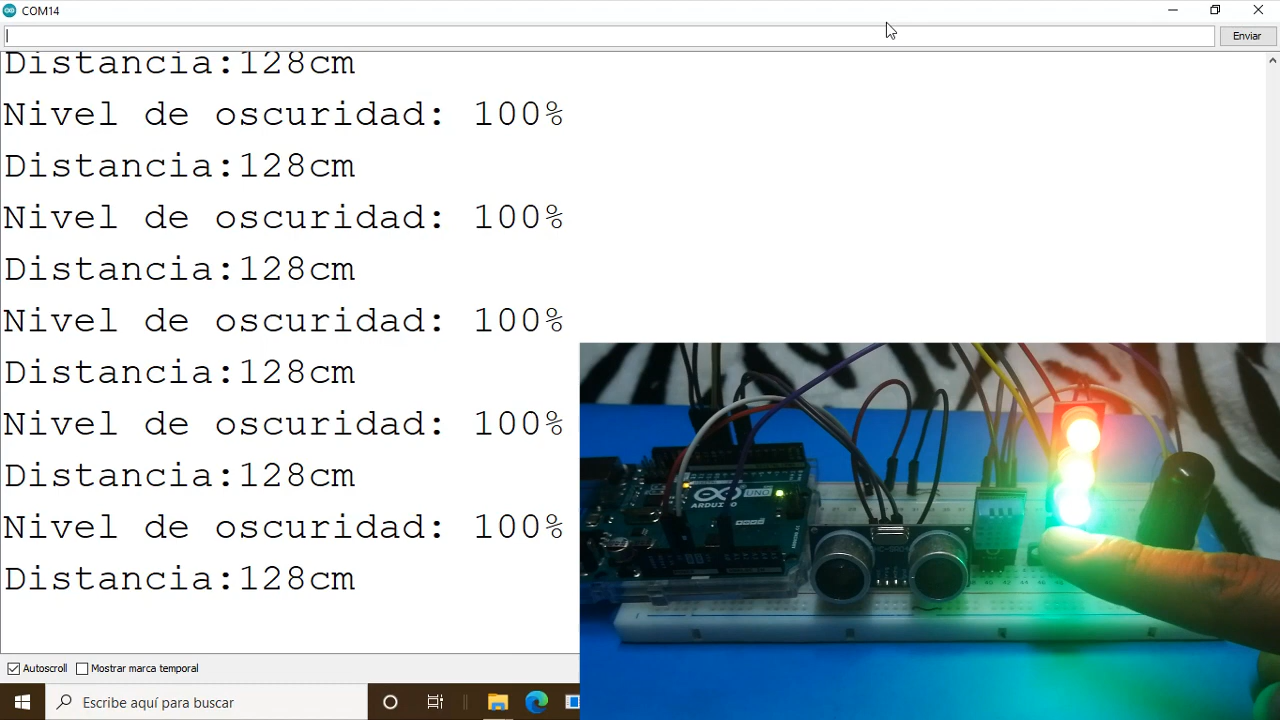 COM14
Enviar
Distancia:128cm
Nivel de oscuridad: 100%
Distancia:128cm
Nivel de oscuridad: 100%
Distancia:128cm
Nivel de oscuridad: 100%
Distancia:128cm
Nivel de oscuridad: 100%
Distancia:128cm
Nivel de oscuridad: 100%
Distancia:128cm
UNO
ARDUINO
Autoscroll
Mostrar marca temporal
Escribe aquí para buscar